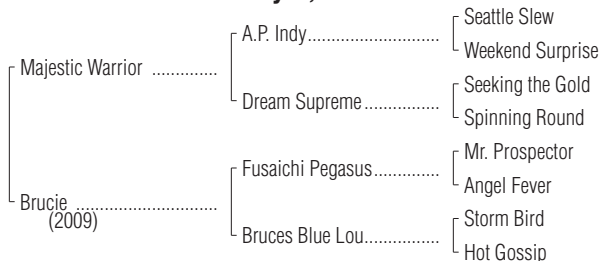 Seattle Slew
A.P. Indy
Weekend Surprise
Majestic Warrior
Seeking the Gold
Dream Supreme
Spinning Round
Mr. Prospector
Fusaichi Pegasus
Angel Fever
Brucie
(2009)
Storm Bird
Bruces Blue Lou
Hot Gossip